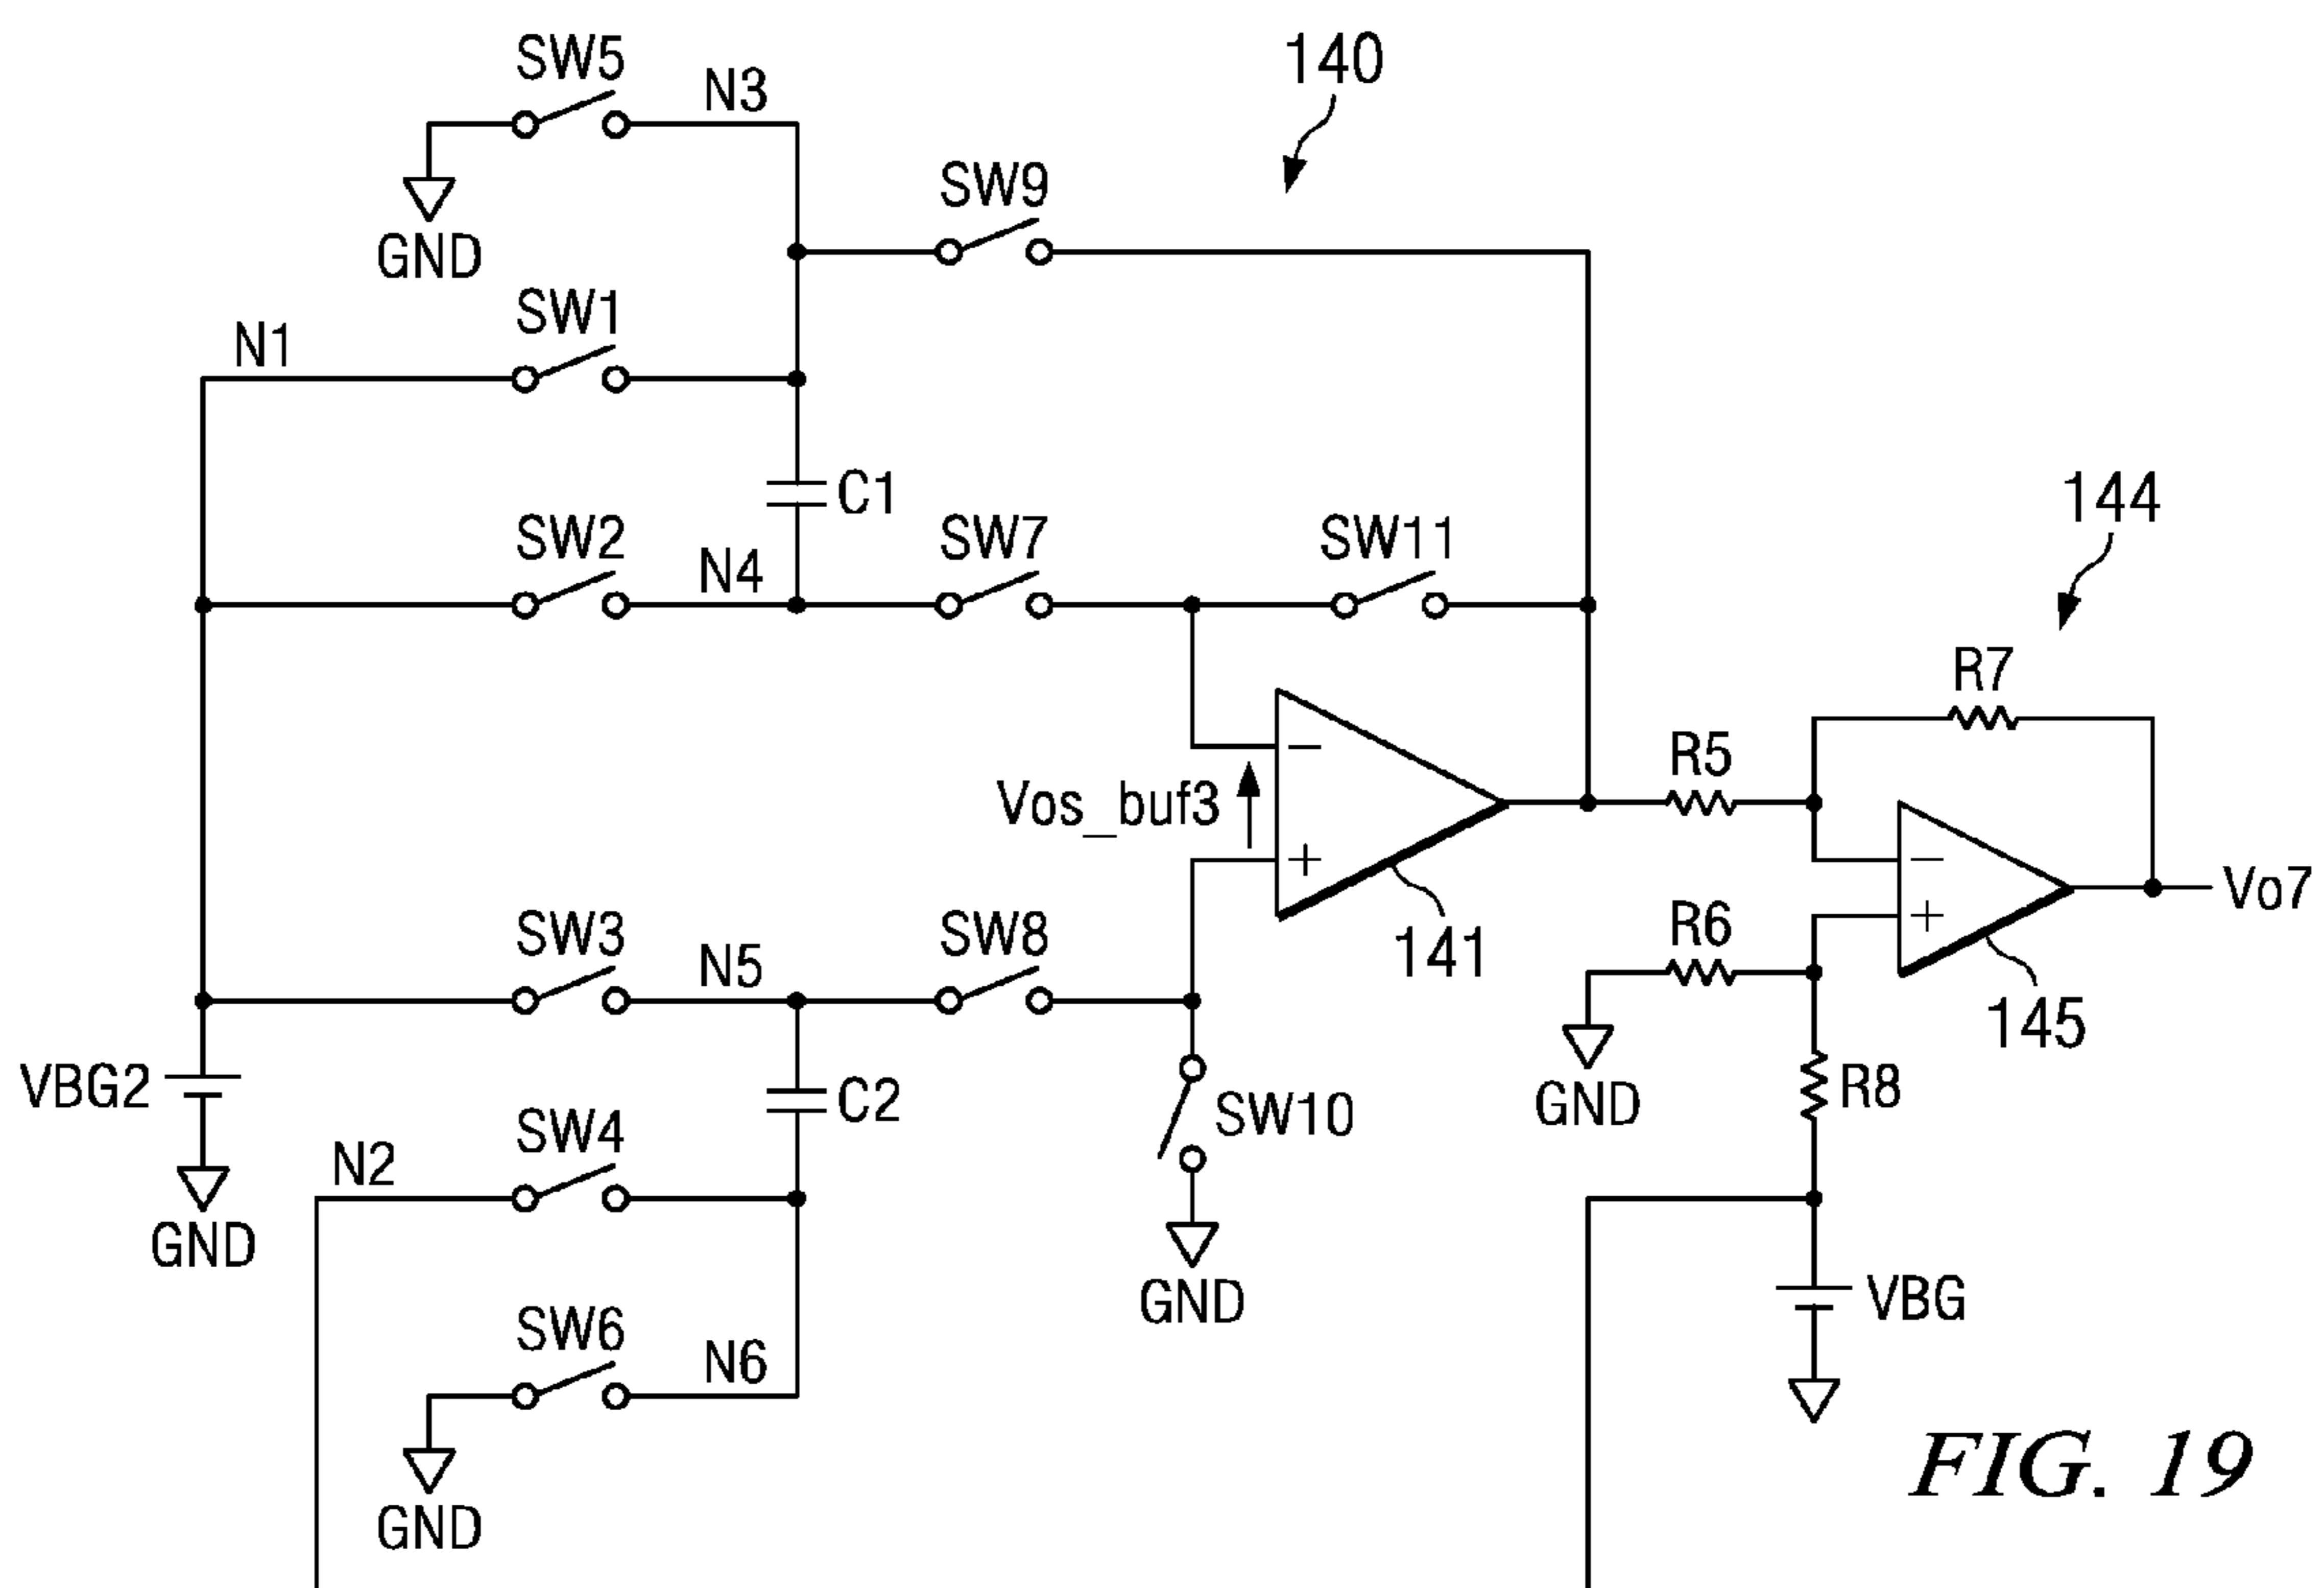 SW5
N3
140
GND
SW9
N1
SW1
C1
144
SW2
N4
SW7
SW11
R7
R5
Vos_buf3
−
+
141
−
+
Vo7
SW3
N5
SW8
R6
145
VBG2
C2
SW10
GND
R8
GND
N2
SW4
GND
VBG
SW6
N6
GND
FIG. 19